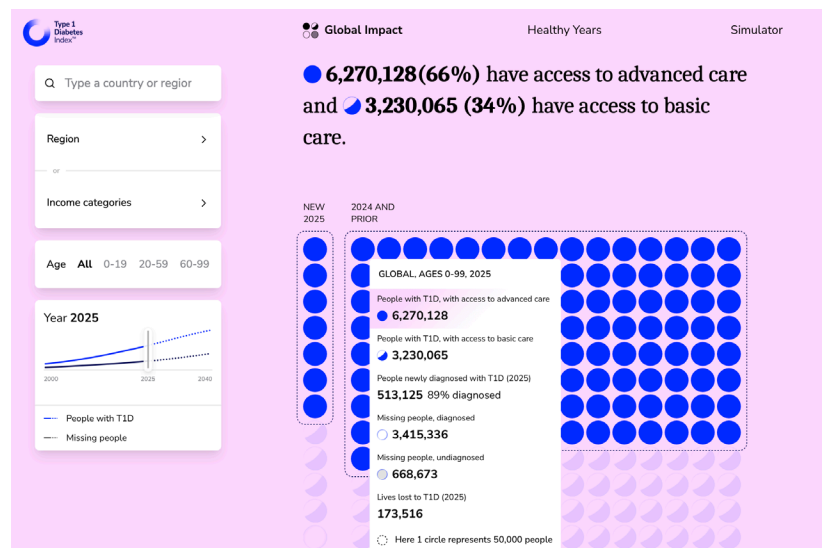 Type 1
Diabetes
Index™
Global Impact
Healthy Years
Simulator
Type a country or regior
Region
or
Income categories
Age All 0-19 20-59 60-99
Year 2025
2000 2025 2040
People with T1D
Missing people
6,270,128(66%) have access to advanced care
and 3,230,065 (34%) have access to basic
care.
NEW
2025
2024 AND
PRIOR
GLOBAL, AGES 0-99, 2025
People with T1D, with access to advanced care
6,270,128
People with T1D, with access to basic care
3,230,065
People newly diagnosed with T1D (2025)
513,125 89% diagnosed
Missing people, diagnosed
3,415,336
Missing people, undiagnosed
668,673
Lives lost to T1D (2025)
173,516
Here 1 circle represents 50,000 people